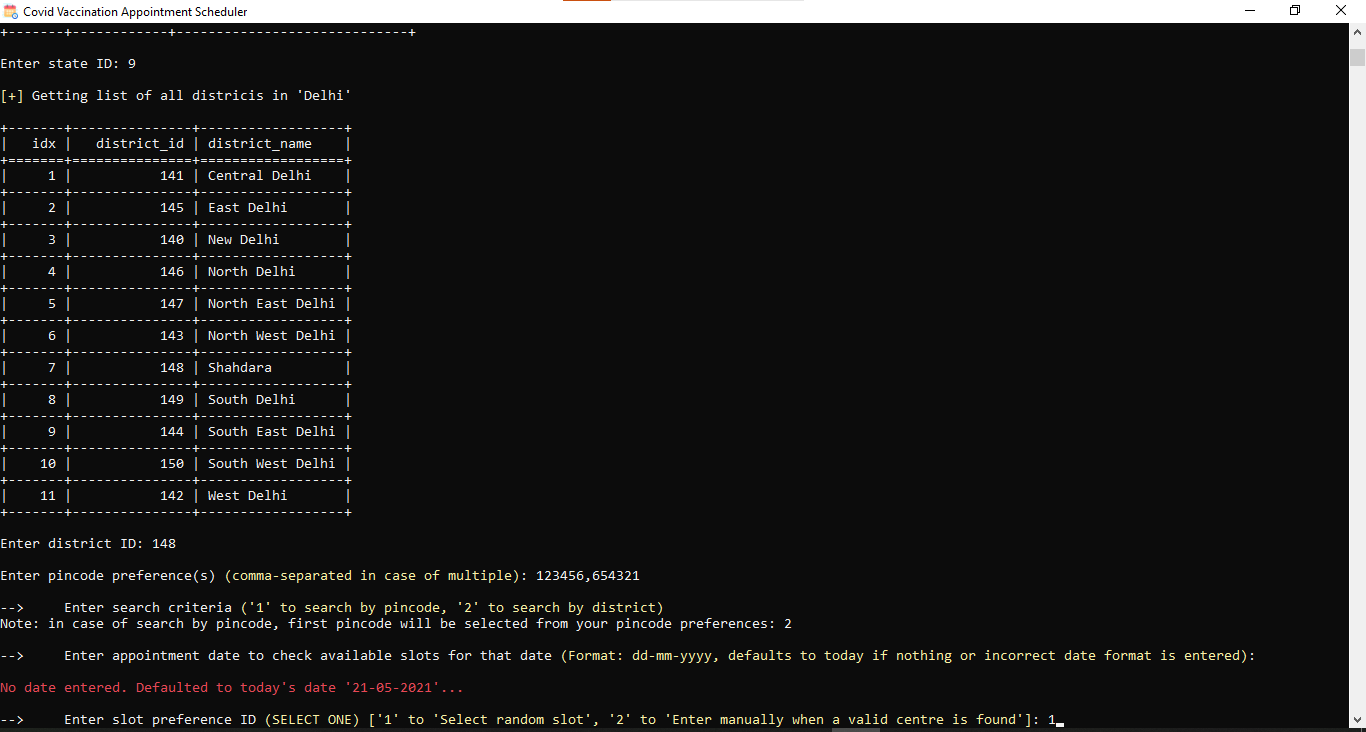 Covid Vaccination Appointment Scheduler
+-------+------------+-----------------------------+
Enter state ID: 9
[+] Getting list of all districis in 'Delhi'
+-------+---------------+------------------+
|   idx |   district_id | district_name    |
+=======+===============+==================+
|     1 |           141 | Central Delhi    |
+-------+---------------+------------------+
|     2 |           145 | East Delhi       |
+-------+---------------+------------------+
|     3 |           140 | New Delhi        |
+-------+---------------+------------------+
|     4 |           146 | North Delhi      |
+-------+---------------+------------------+
|     5 |           147 | North East Delhi |
+-------+---------------+------------------+
|     6 |           143 | North West Delhi |
+-------+---------------+------------------+
|     7 |           148 | Shahdara         |
+-------+---------------+------------------+
|     8 |           149 | South Delhi      |
+-------+---------------+------------------+
|     9 |           144 | South East Delhi |
+-------+---------------+------------------+
|    10 |           150 | South West Delhi |
+-------+---------------+------------------+
|    11 |           142 | West Delhi       |
+-------+---------------+------------------+
Enter district ID: 148
Enter pincode preference(s) (comma-separated in case of multiple): 123456,654321
-->     Enter search criteria ('1' to search by pincode, '2' to search by district)
Note: in case of search by pincode, first pincode will be selected from your pincode preferences: 2
-->     Enter appointment date to check available slots for that date (Format: dd-mm-yyyy, defaults to today if nothing or incorrect date format is entered):
No date entered. Defaulted to today's date '21-05-2021'...
-->     Enter slot preference ID (SELECT ONE) ['1' to 'Select random slot', '2' to 'Enter manually when a valid centre is found']: 1